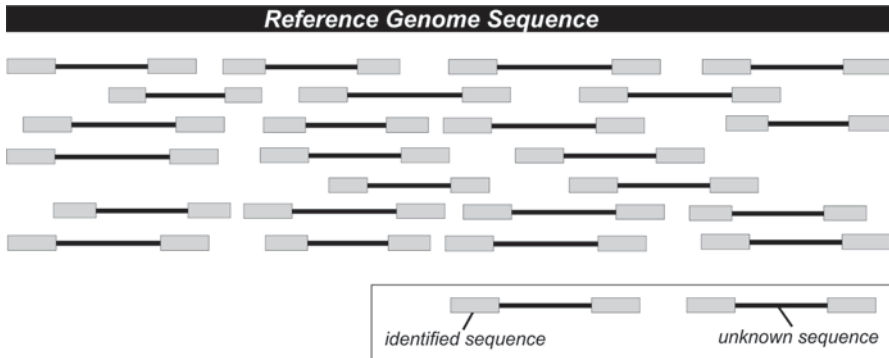 Reference Genome Sequence
identified sequence
unknown sequence